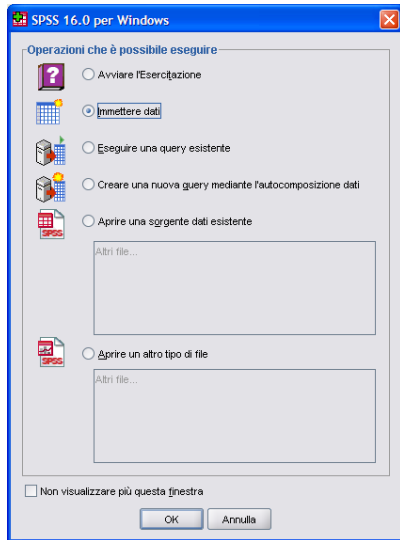 SPSS 16.0 per Windows
Operazioni che è possibile eseguire
Avviare l'Esercitazione
Immettere dati
Eseguire una query esistente
Creare una nuova query mediante l'autocomposizione dati
Aprire una sorgente dati esistente
SPSS
Altri file...
Aprire un altro tipo di file
SPSS
Altri file...
Non visualizzare più questa finestra
OK
Annulla